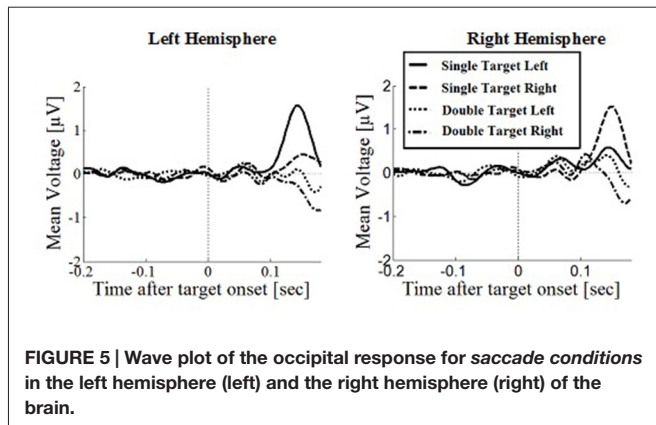 Left Hemisphere
Mean Voltage [µV]
2
1
0
-1
-2
-0.2
-0.1
0
0.1
Time after target onset [sec]
Right Hemisphere
Single Target Left
Single Target Right
Double Target Left
Double Target Right
Mean Voltage [µV]
2
1
0
-1
-2
-0.2
-0.1
0
0.1
Time after target onset [sec]
FIGURE 5 | Wave plot of the occipital response for saccade conditions
in the left hemisphere (left) and the right hemisphere (right) of the
brain.